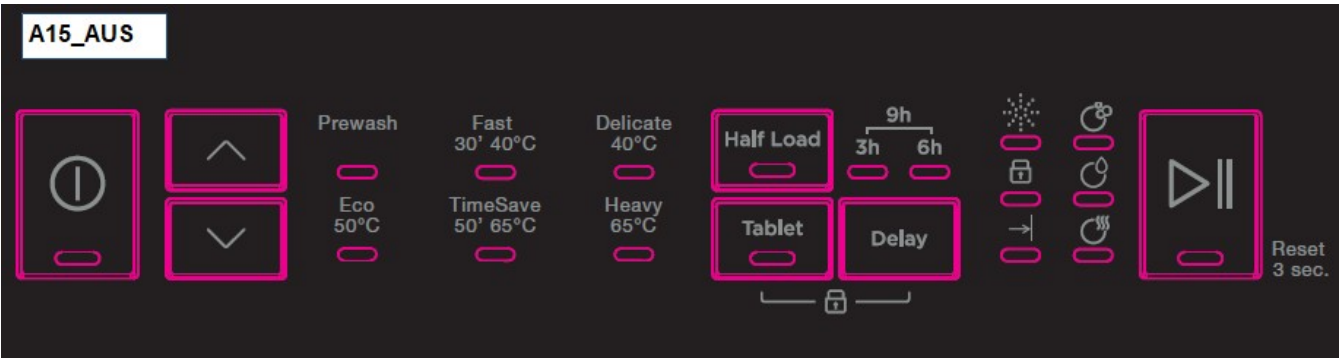 A15_AUS
Prewash
Fast
30’ 40°C
Delicate
40°C
Eco
50°C
TimeSave
50’ 65°C
Heavy
65°C
Half Load
9h
3h 6h
Tablet
Delay
Reset
3 sec.